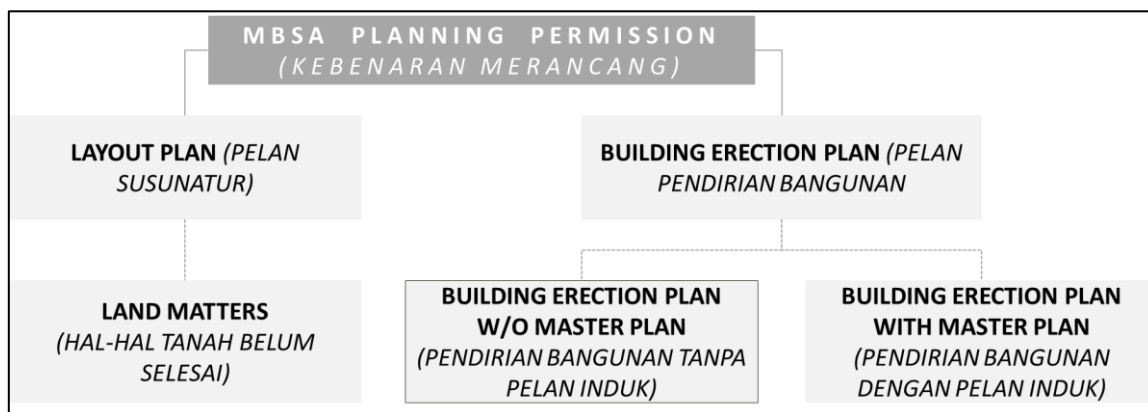 MBSA PLANNING PERMISSION
(KEBENARAN MERANCANG)
LAYOUT PLAN (PELAN
SUSUNATUR)
BUILDING ERECTION PLAN (PELAN
PENDIRIAN BANGUNAN
LAND MATTERS
(HAL-HAL TANAH BELUM
SELESAI)
BUILDING ERECTION PLAN
W/O MASTER PLAN
(PENDIRIAN BANGUNAN TANPA
PELAN INDUK)
BUILDING ERECTION PLAN
WITH MASTER PLAN
(PENDIRIAN BANGUNAN
DENGAN PELAN INDUK)